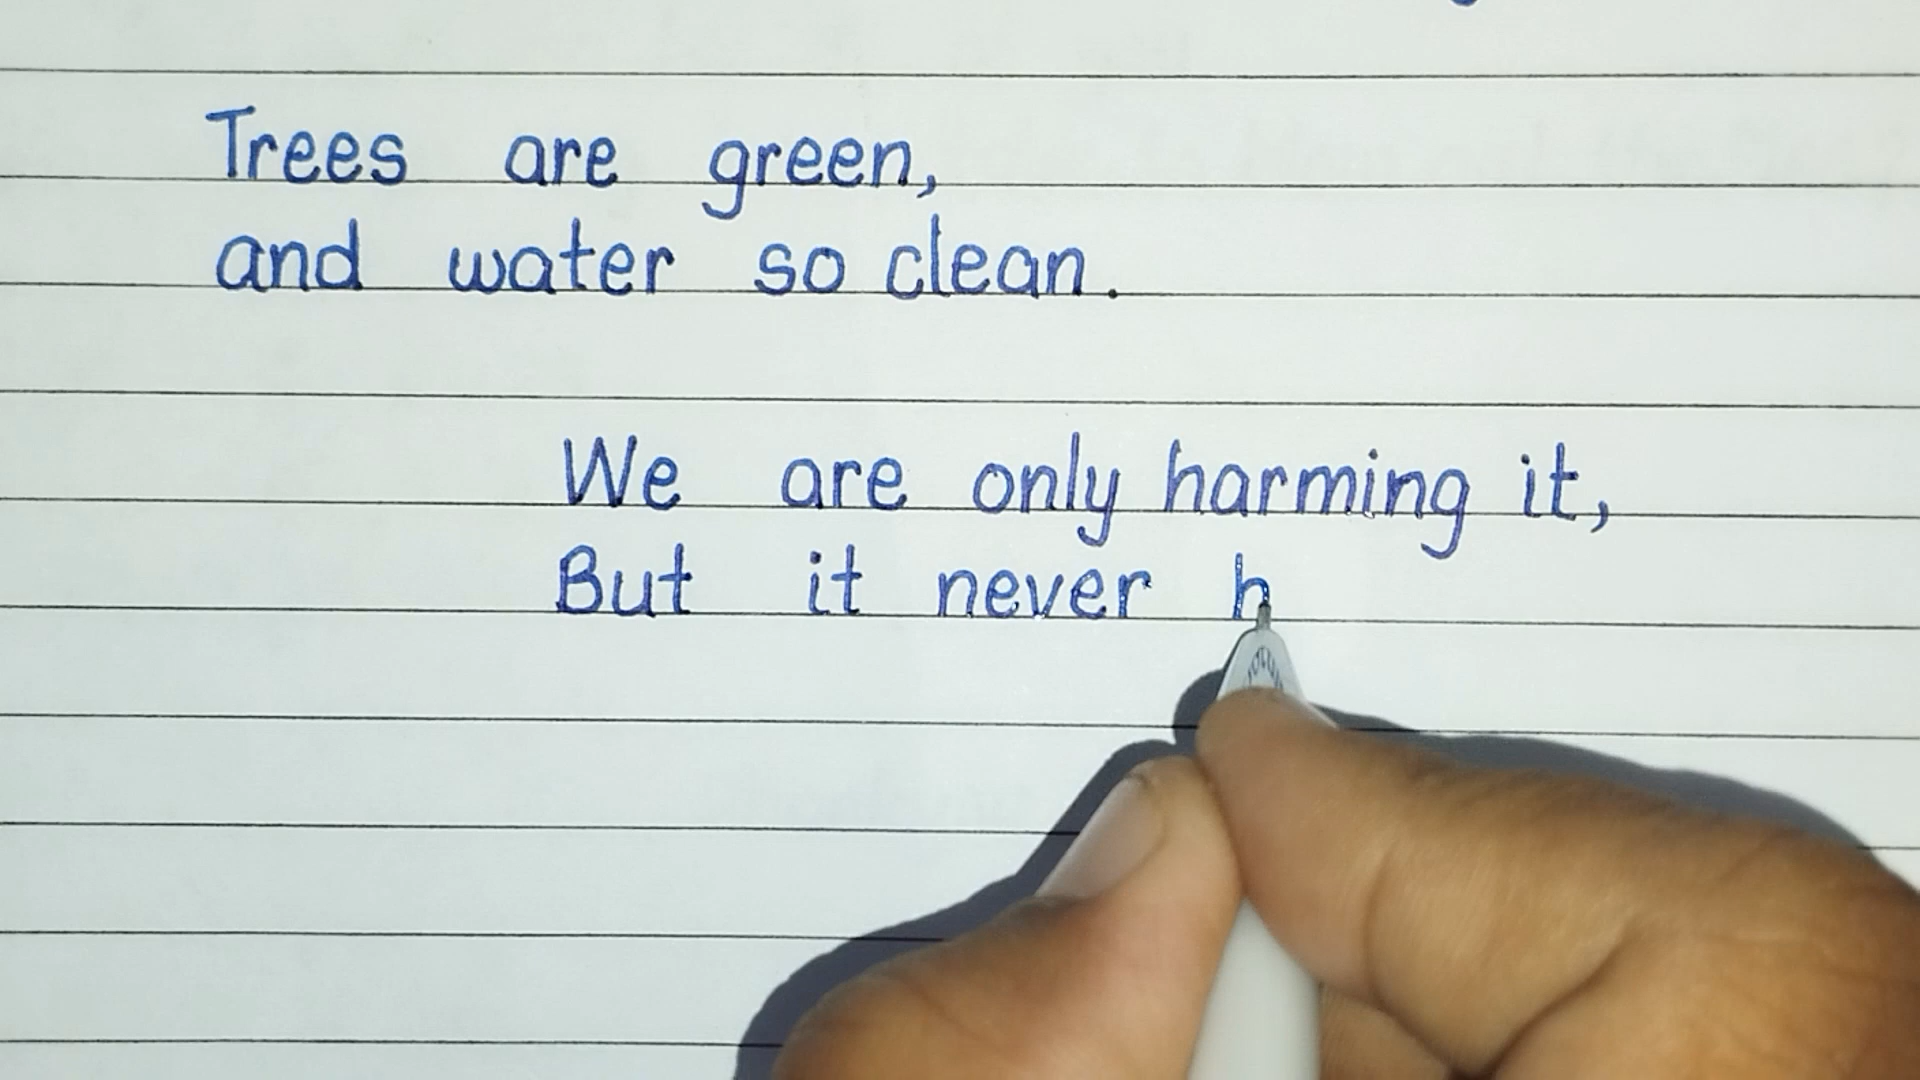 Trees are green,
and water so clean.
We are only harming it,
But it never h